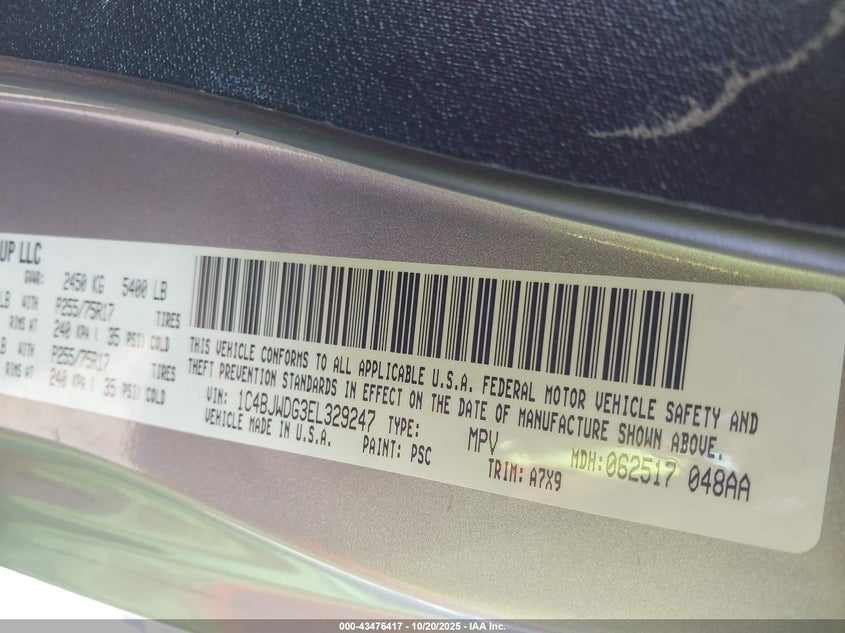 UP LLC
GVWR: 2450 KG 5400 LB
LB WITH P255/75R17 TIRES
RIMS AT 240 KPA ( 35 PSI) COLD
B WITH P255/75R17 TIRES
RIMS AT 240 KPA ( 35 PSI) COLD
THIS VEHICLE CONFORMS TO ALL APPLICABLE U.S.A. FEDERAL MOTOR VEHICLE SAFETY AND
THEFT PREVENTION STANDARDS IN EFFECT ON THE DATE OF MANUFACTURE SHOWN ABOVE.
VIN: 1C4BJWDG3EL329247 TYPE: MPV MDH:062517 048AA
VEHICLE MADE IN U.S.A. PAINT: PSC TRIM: A7X9
000-43476417 - 10/20/2025 - IAA Inc.